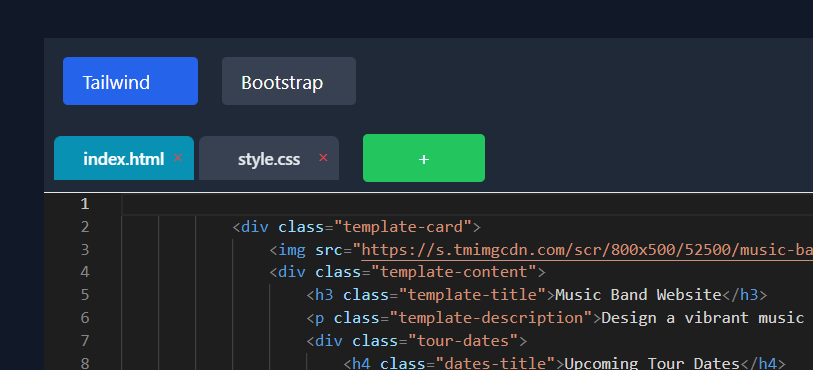 Tailwind Bootstrap
index.html × style.css × +
1
2 <div class="template-card">
3 <img src="https://s.tmimgcdn.com/scr/800x500/52500/music-ba
4 <div class="template-content">
5 <h3 class="template-title">Music Band Website</h3>
6 <p class="template-description">Design a vibrant music
7 <div class="tour-dates">
8 <h4 class="dates-title">Upcoming Tour Dates</h4>